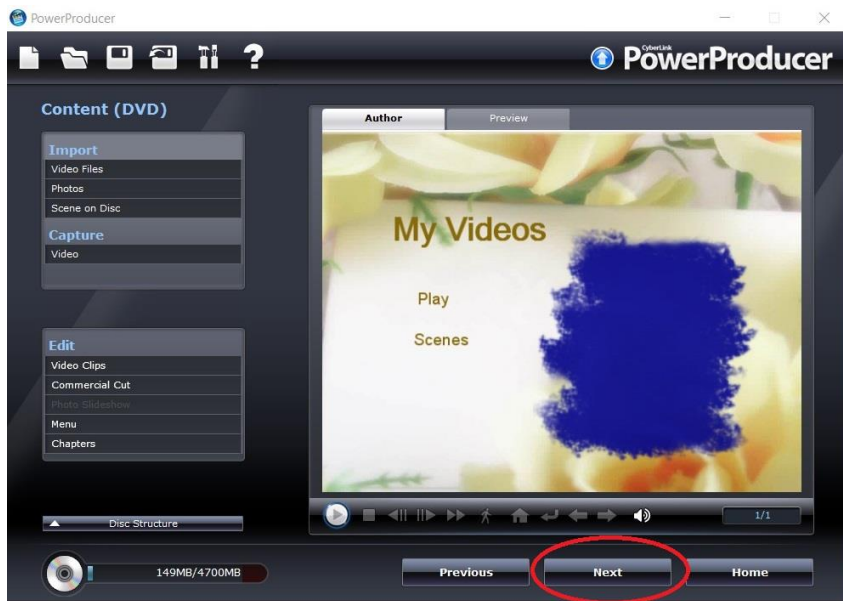 PowerProducer
?
CyberLink
PowerProducer
Content (DVD)
Import
Video Files
Photos
Scene on Disc
Capture
Video
Edit
Video Clips
Commercial Cut
Photo Slideshow
Menu
Chapters
Disc Structure
149MB/4700MB
Author
Preview
My Videos
Play
Scenes
1/1
Previous
Next
Home